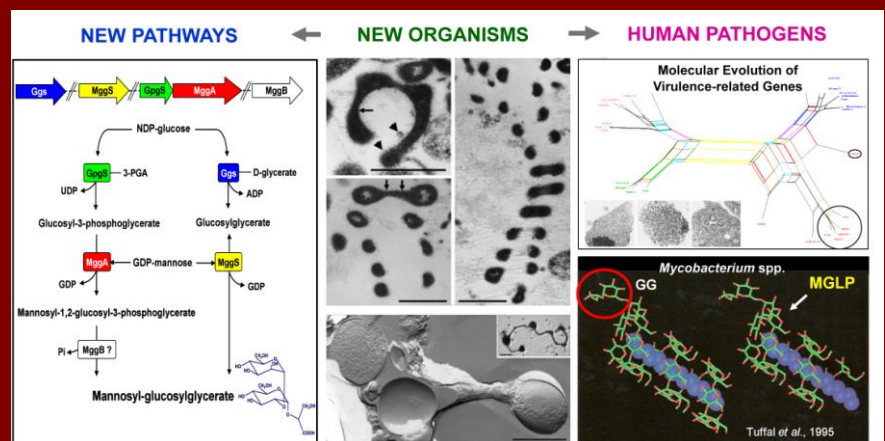 NEW PATHWAYS
NEW ORGANISMS
HUMAN PATHOGENS
Ggs
MggS
GpgS
MggA
MggB
NDP-glucose
GpgS
3-PGA
Ggs
D-glycerate
UDP
ADP
Glucosyl-3-phosphoglycerate
Glucosylglycerate
MggA
GDP-mannose
MggS
GDP
GDP
Mannosyl-1,2-glucosyl-3-phosphoglycerate
Pi
MggB ?
Mannosyl-glucosylglycerate
Molecular Evolution of
Virulence-related Genes
Mycobacterium spp.
GG
MGLP
Tuffal et al., 1995